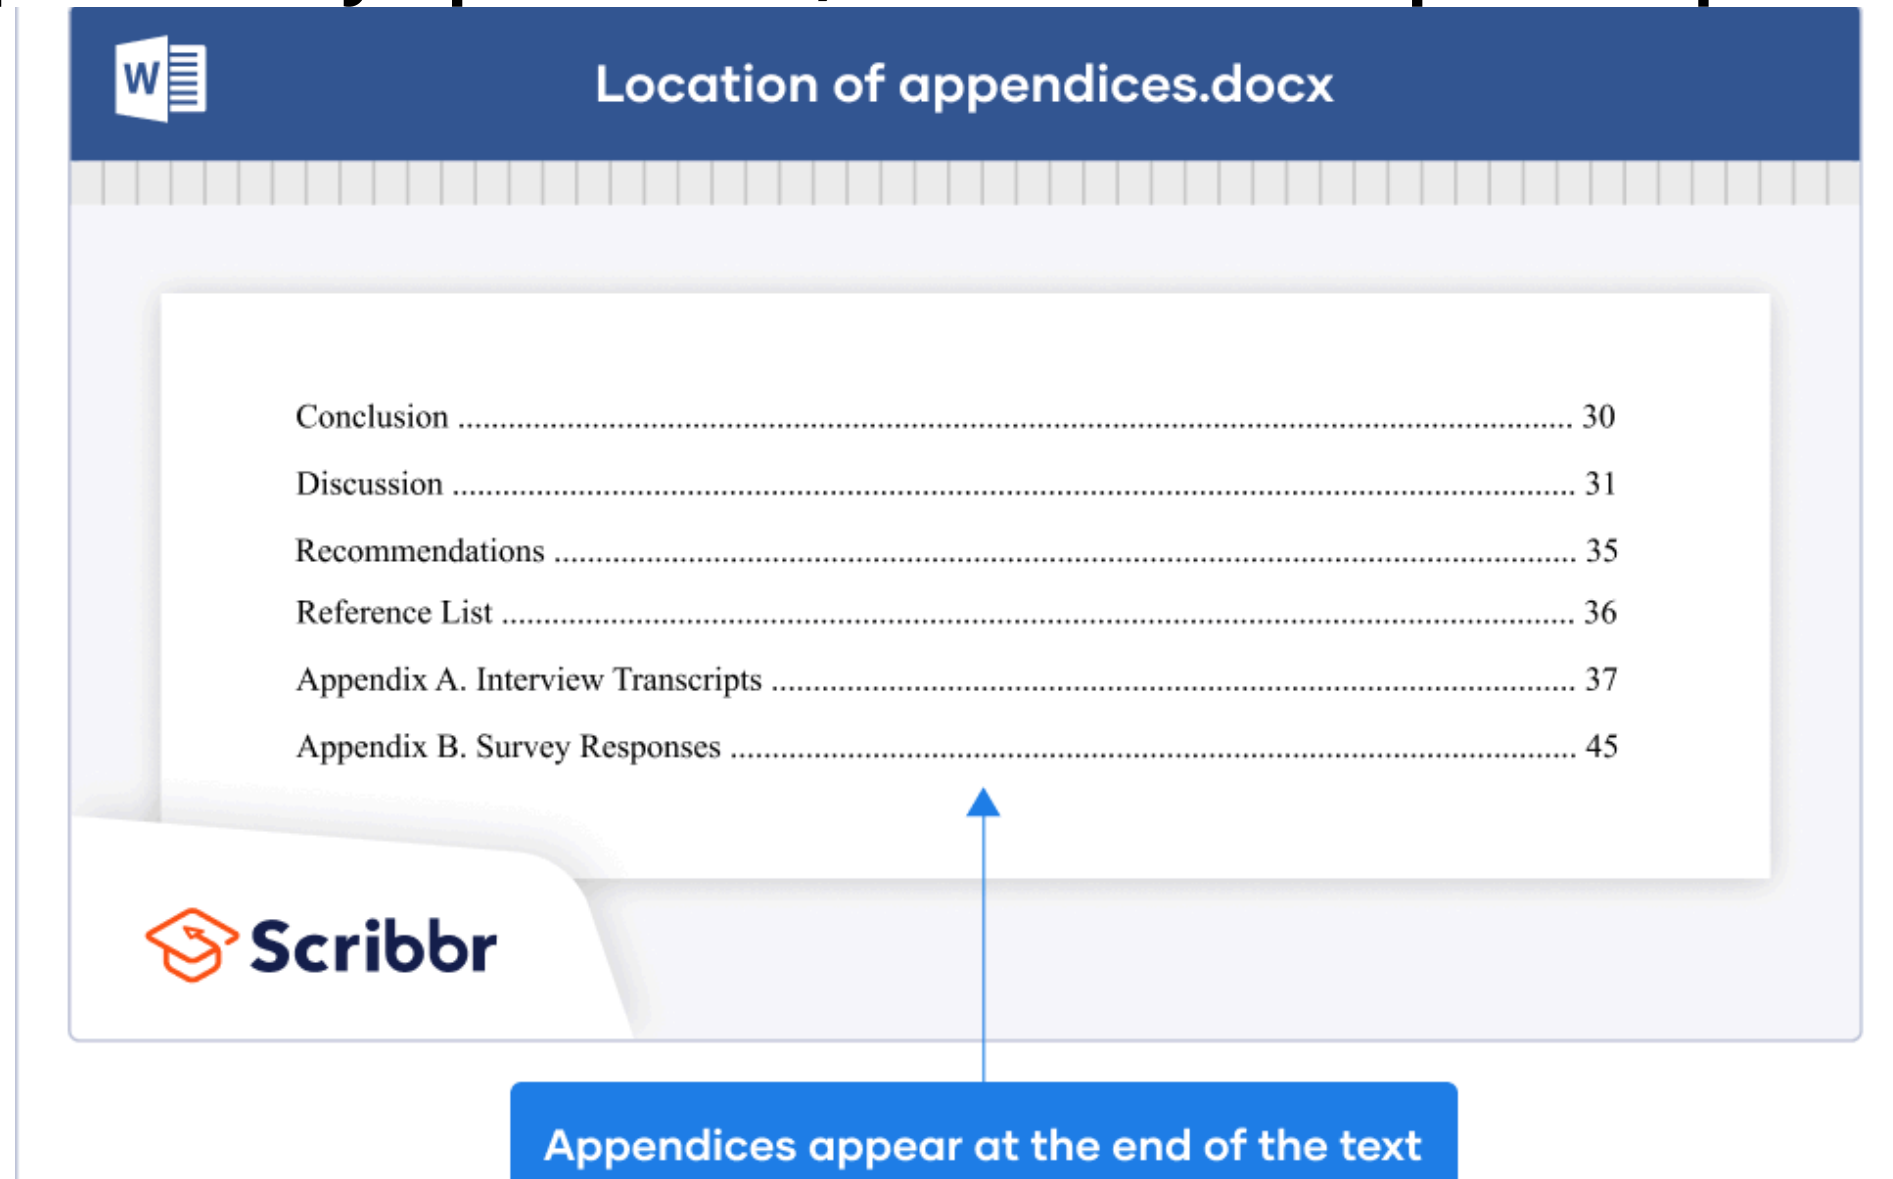 Location of appendices.docx
Conclusion ........................................................................................................................................ 30
Discussion ........................................................................................................................................ 31
Recommendations ........................................................................................................................... 35
Reference List .................................................................................................................................. 36
Appendix A. Interview Transcripts ................................................................................................ 37
Appendix B. Survey Responses ...................................................................................................... 45
Scribbr
Appendices appear at the end of the text